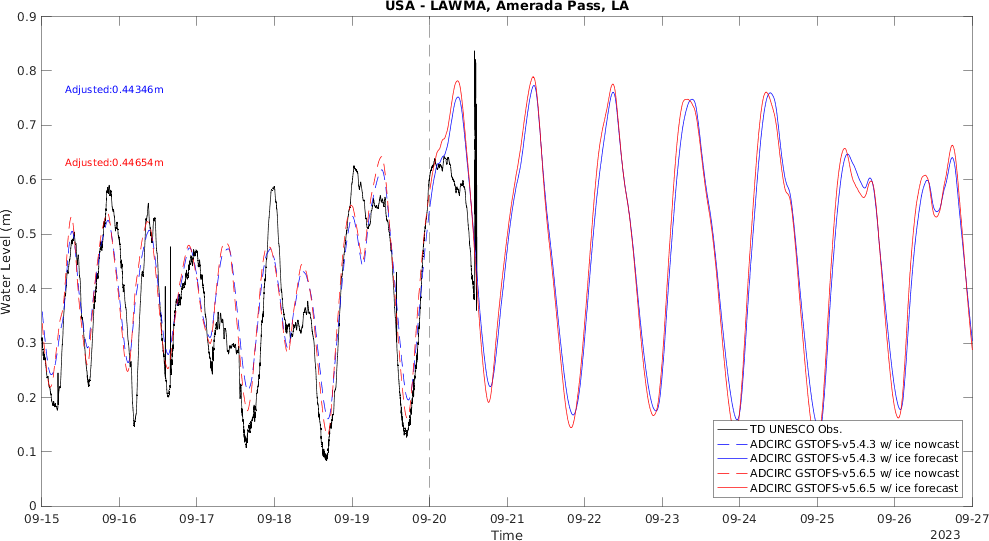 USA - LAWMA, Amerada Pass, LA
0.9
0.8
0.7
0.6
0.5
0.4
0.3
0.2
0.1
0
Water Level (m)
Adjusted:0.44346m
Adjusted:0.44654m
TD UNESCO Obs.
ADCIRC GSTOFS-v5.4.3 w/ ice nowcast
ADCIRC GSTOFS-v5.4.3 w/ ice forecast
ADCIRC GSTOFS-v5.6.5 w/ ice nowcast
ADCIRC GSTOFS-v5.6.5 w/ ice forecast
09-15 09-16 09-17 09-18 09-19 09-20 09-21 09-22 09-23 09-24 09-25 09-26 09-27
Time
2023